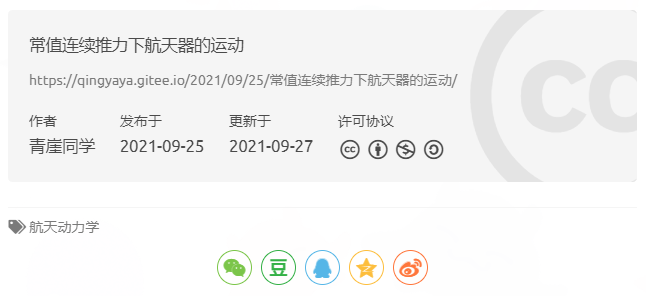 常值连续推力下航天器的运动
https://qingyaya.gitee.io/2021/09/25/常值连续推力下航天器的运动/
作者 发布于 更新于 许可协议
青崖同学 2021-09-25 2021-09-27
cc
航天动力学
豆